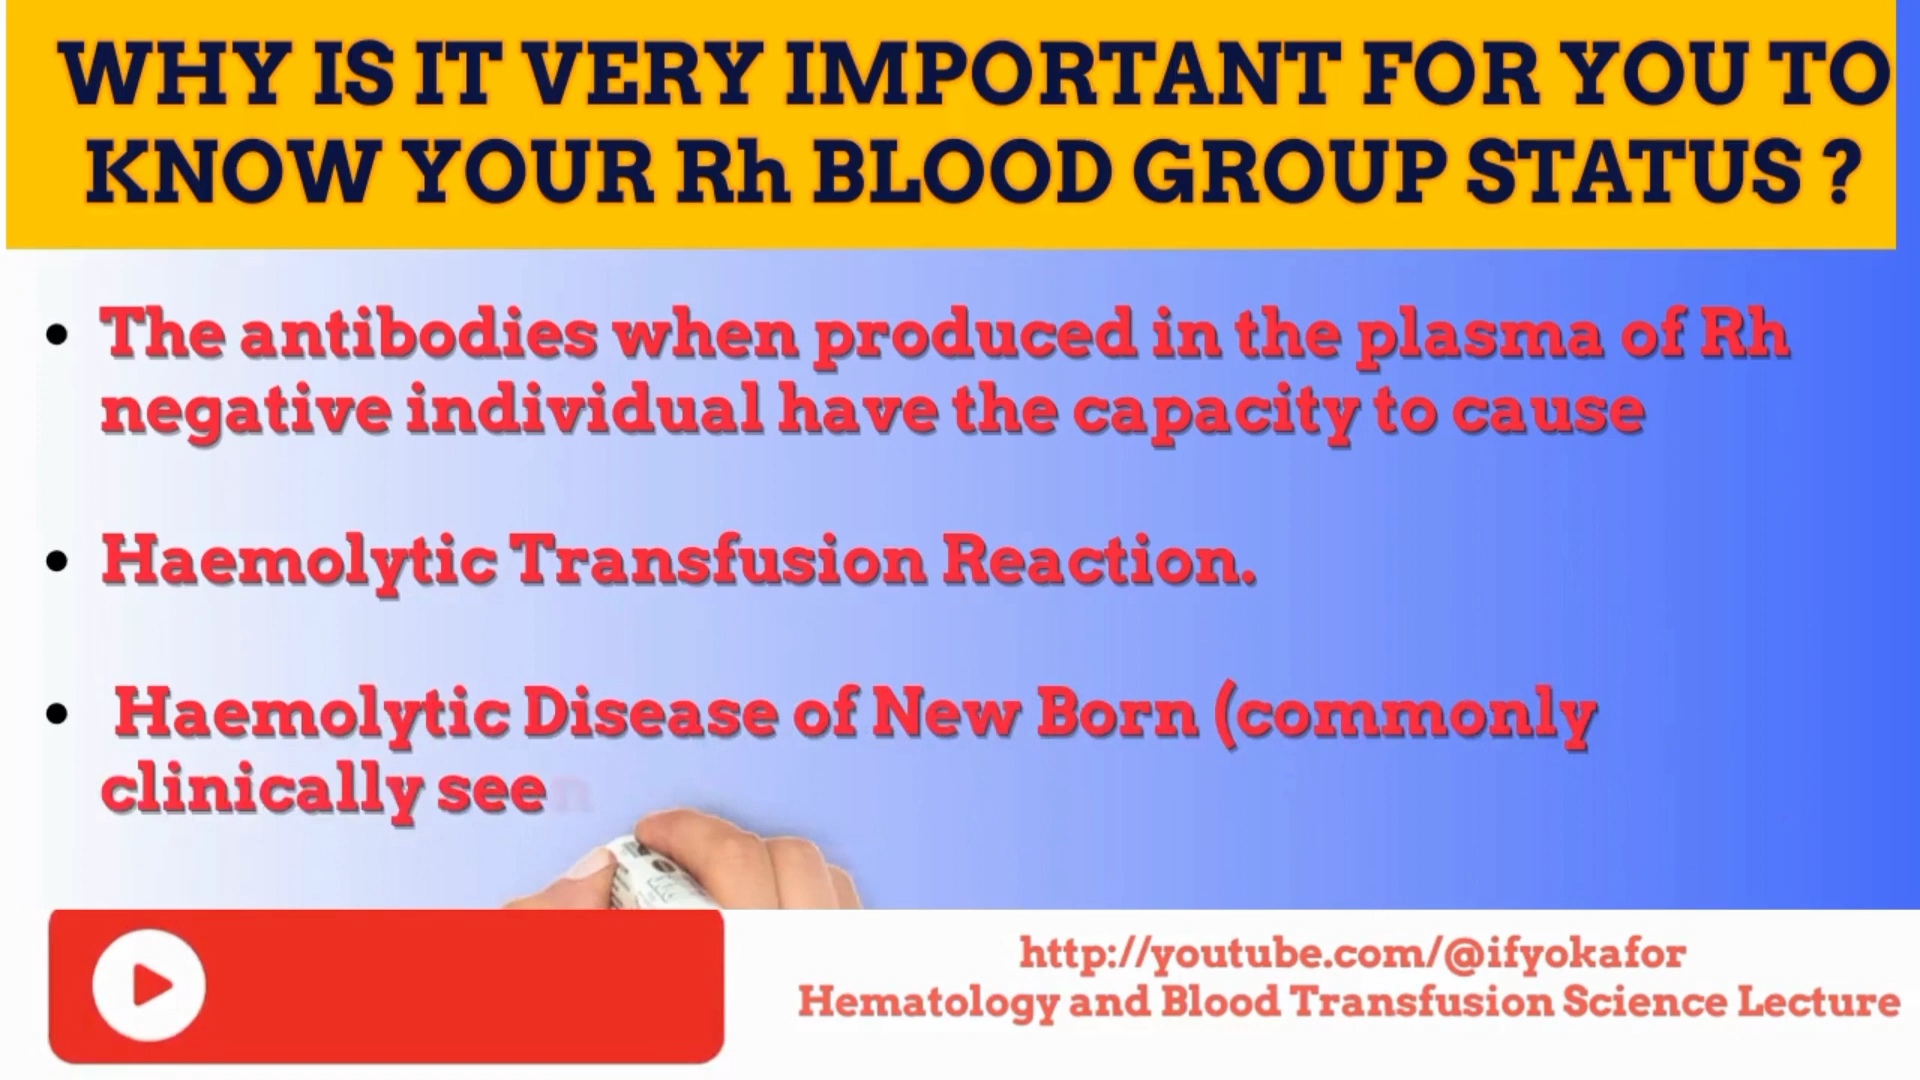 WHY IS IT VERY IMPORTANT FOR YOU TO
KNOW YOUR Rh BLOOD GROUP STATUS ?
• The antibodies when produced in the plasma of Rh
negative individual have the capacity to cause
• Haemolytic Transfusion Reaction.
• Haemolytic Disease of New Born (commonly
clinically seen
http://youtube.com/@ifyokafor
Hematology and Blood Transfusion Science Lecture